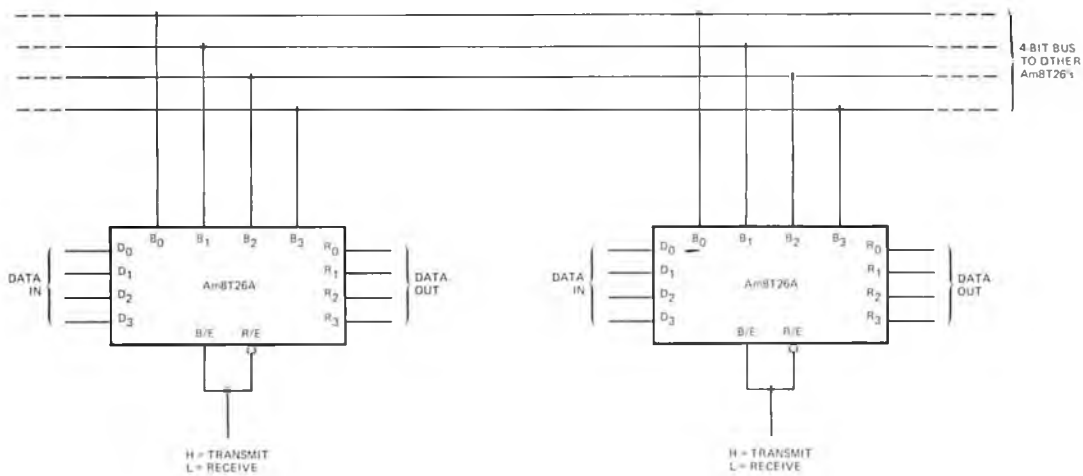 4-BIT BUS
TO OTHER
Am8T26's
B0 B1 B2 B3
D0
D1
D2
D3
DATA
IN
Am8T26A
R0
R1
R2
R3
DATA
OUT
B/E R/E
H = TRANSMIT
L = RECEIVE
B0 B1 B2 B3
D0
D1
D2
D3
DATA
IN
Am8T26A
R0
R1
R2
R3
DATA
OUT
B/E R/E
H = TRANSMIT
L = RECEIVE